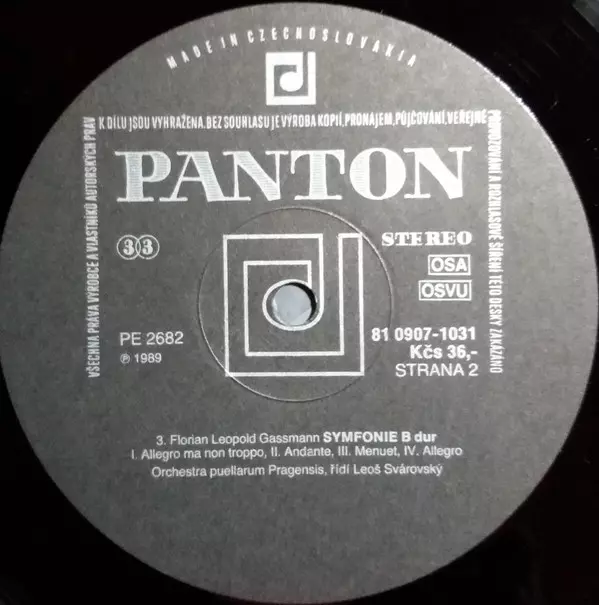 MADE IN CZECHOSLOVAKIA
VŠECHNA PRÁVA VÝROBCE A VLASTNÍKŮ AUTORSKÝCH PRÁV
K DÍLU JSOU VYHRAŽENA. BEZ SOUHLASU JE VÝROBA KOPIÍ, PRONÁJEM, PŮJČOVÁNÍ, VEŘEJNÉ
PROVOZOVÁNÍ A ROZHLASOVÉ ŠÍŘENÍ TÉTO DESKY ZAKÁZÁNO
PANTON
33
STEREO
OSA
OSVU
PE 2682
℗ 1989
81 0907-1031
Kčs 36,-
STRANA 2
3. Florian Leopold Gassmann SYMFONIE B dur
I. Allegro ma non troppo, II. Andante, III. Menuet, IV. Allegro
Orchestra puellarum Pragensis, řídí Leoš Svárovský